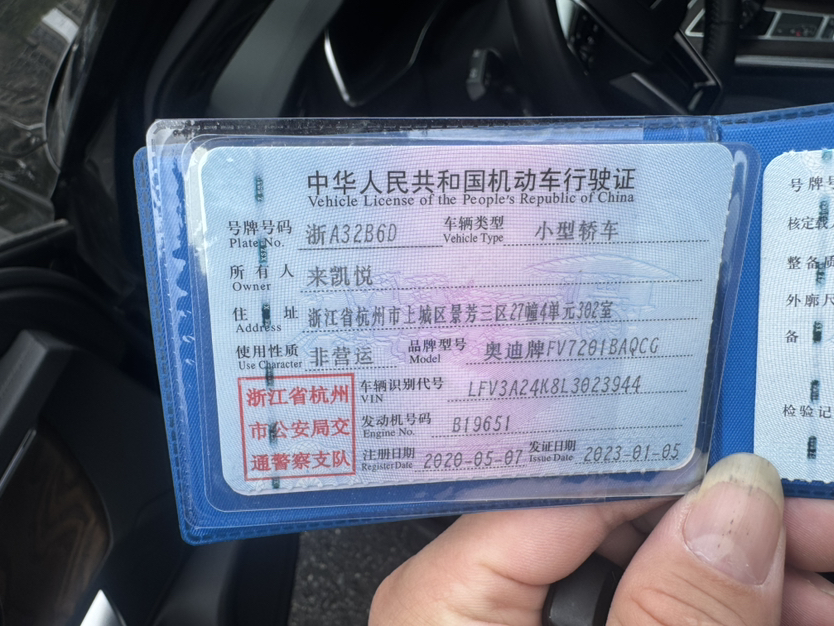 中华人民共和国机动车行驶证
Vehicle License of the People's Republic of China
号牌号码 浙A32B6D 车辆类型 小型轿车
Plate No. Vehicle Type
所有人 来凯悦
Owner
住址 浙江省杭州市上城区景芳三区27幢4单元302室
Address
使用性质 非营运 品牌型号 奥迪牌FV7201BAQCG
Use Character Model
浙江省杭州
市公安局交
通警察支队
车辆识别代号 LFV3A24K8L3023944
VIN
发动机号码 B19651
Engine No.
注册日期 2020-05-07 发证日期 2023-01-05
Register Date Issue Date
号牌号
核定载
整备质
外廓尺
备
检验记